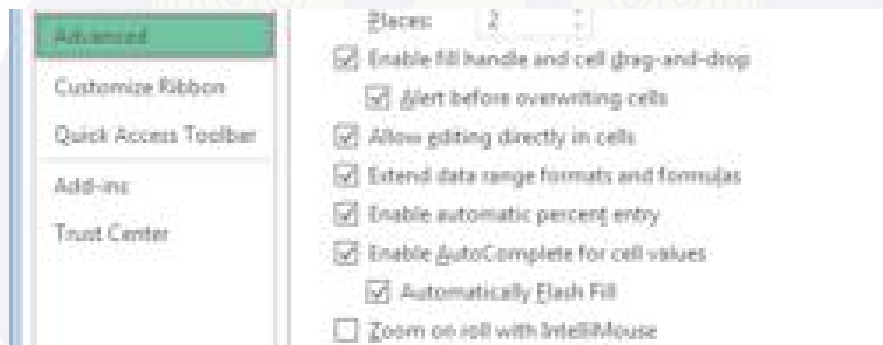 Advanced
Customize Ribbon
Quick Access Toolbar
Add-ins
Trust Center
Places: 2
Enable fill handle and cell drag-and-drop
Alert before overwriting cells
Allow editing directly in cells
Extend data range formats and formulas
Enable automatic percent entry
Enable AutoComplete for cell values
Automatically Flash Fill
Zoom on roll with IntelliMouse